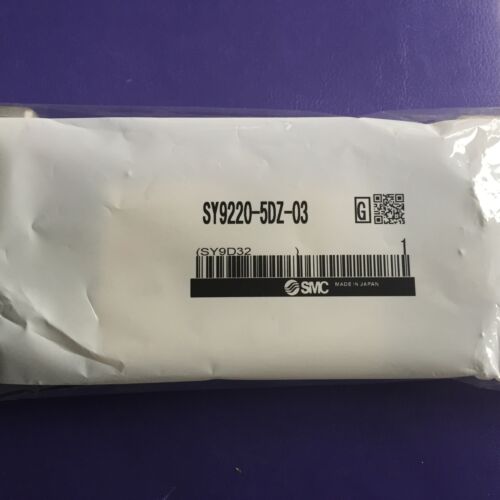 SY9220-5DZ-03 G
(SY9D32 ) 1
SMC MADE IN JAPAN